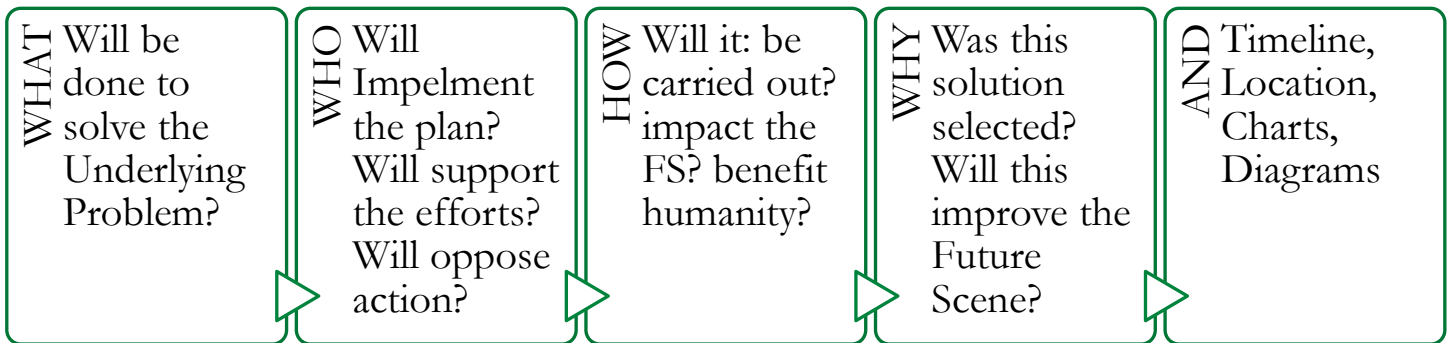 WHAT
Will be
done to
solve the
Underlying
Problem?
WHO
Will
Impelment
the plan?
Will support
the efforts?
Will oppose
action?
HOW
Will it: be
carried out?
impact the
FS? benefit
humanity?
WHY
Was this
solution
selected?
Will this
improve the
Future
Scene?
AND
Timeline,
Location,
Charts,
Diagrams